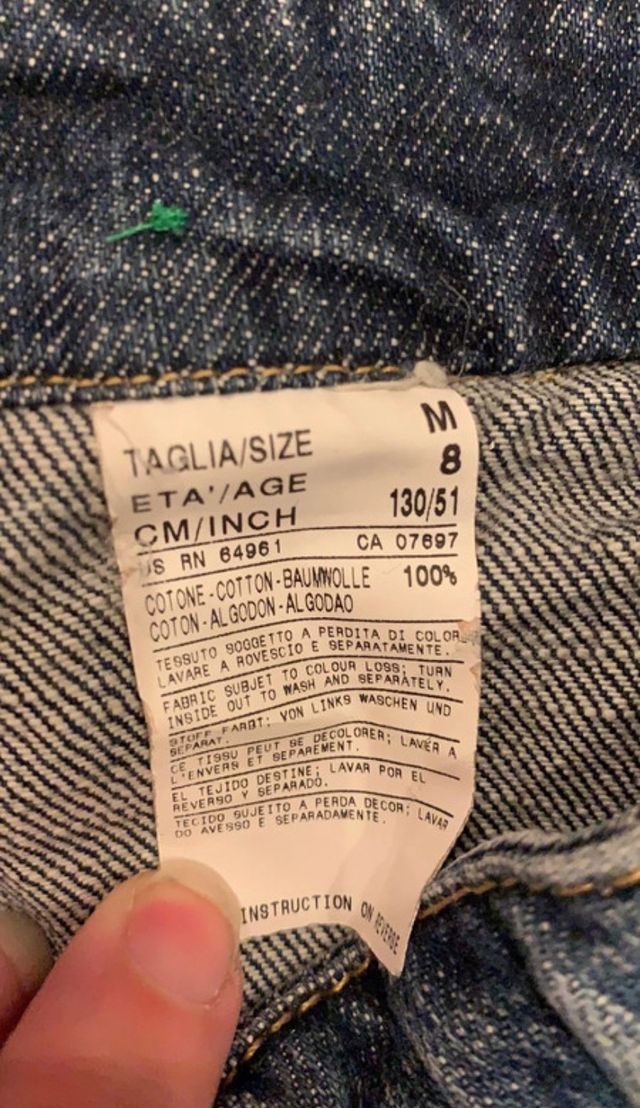 TAGLIA/SIZE M
ETA'/AGE 8
CM/INCH 130/51
US RN 64961 CA 07697
COTONE-COTTON-BAUMWOLLE 100%
COTON-ALGODON-ALGODAO
TESSUTO SOGGETTO A PERDITA DI COLOR
LAVARE A ROVESCIO E SEPARATAMENTE.
FABRIC SUBJET TO COLOUR LOSS; TURN
INSIDE OUT TO WASH AND SEPARATELY.
STOFF FARBT; VON LINKS WASCHEN UND
SEPARAT.
CE TISSU PEUT SE DECOLORER; LAVER A
L'ENVERS ET SEPAREMENT.
EL TEJIDO DESTINE; LAVAR POR EL
REVERSO Y SEPARADO.
TECIDO SUJEITO A PERDA DECOR; LAVAR
DO AVESSO E SEPARADAMENTE.
INSTRUCTION ON REVERSE